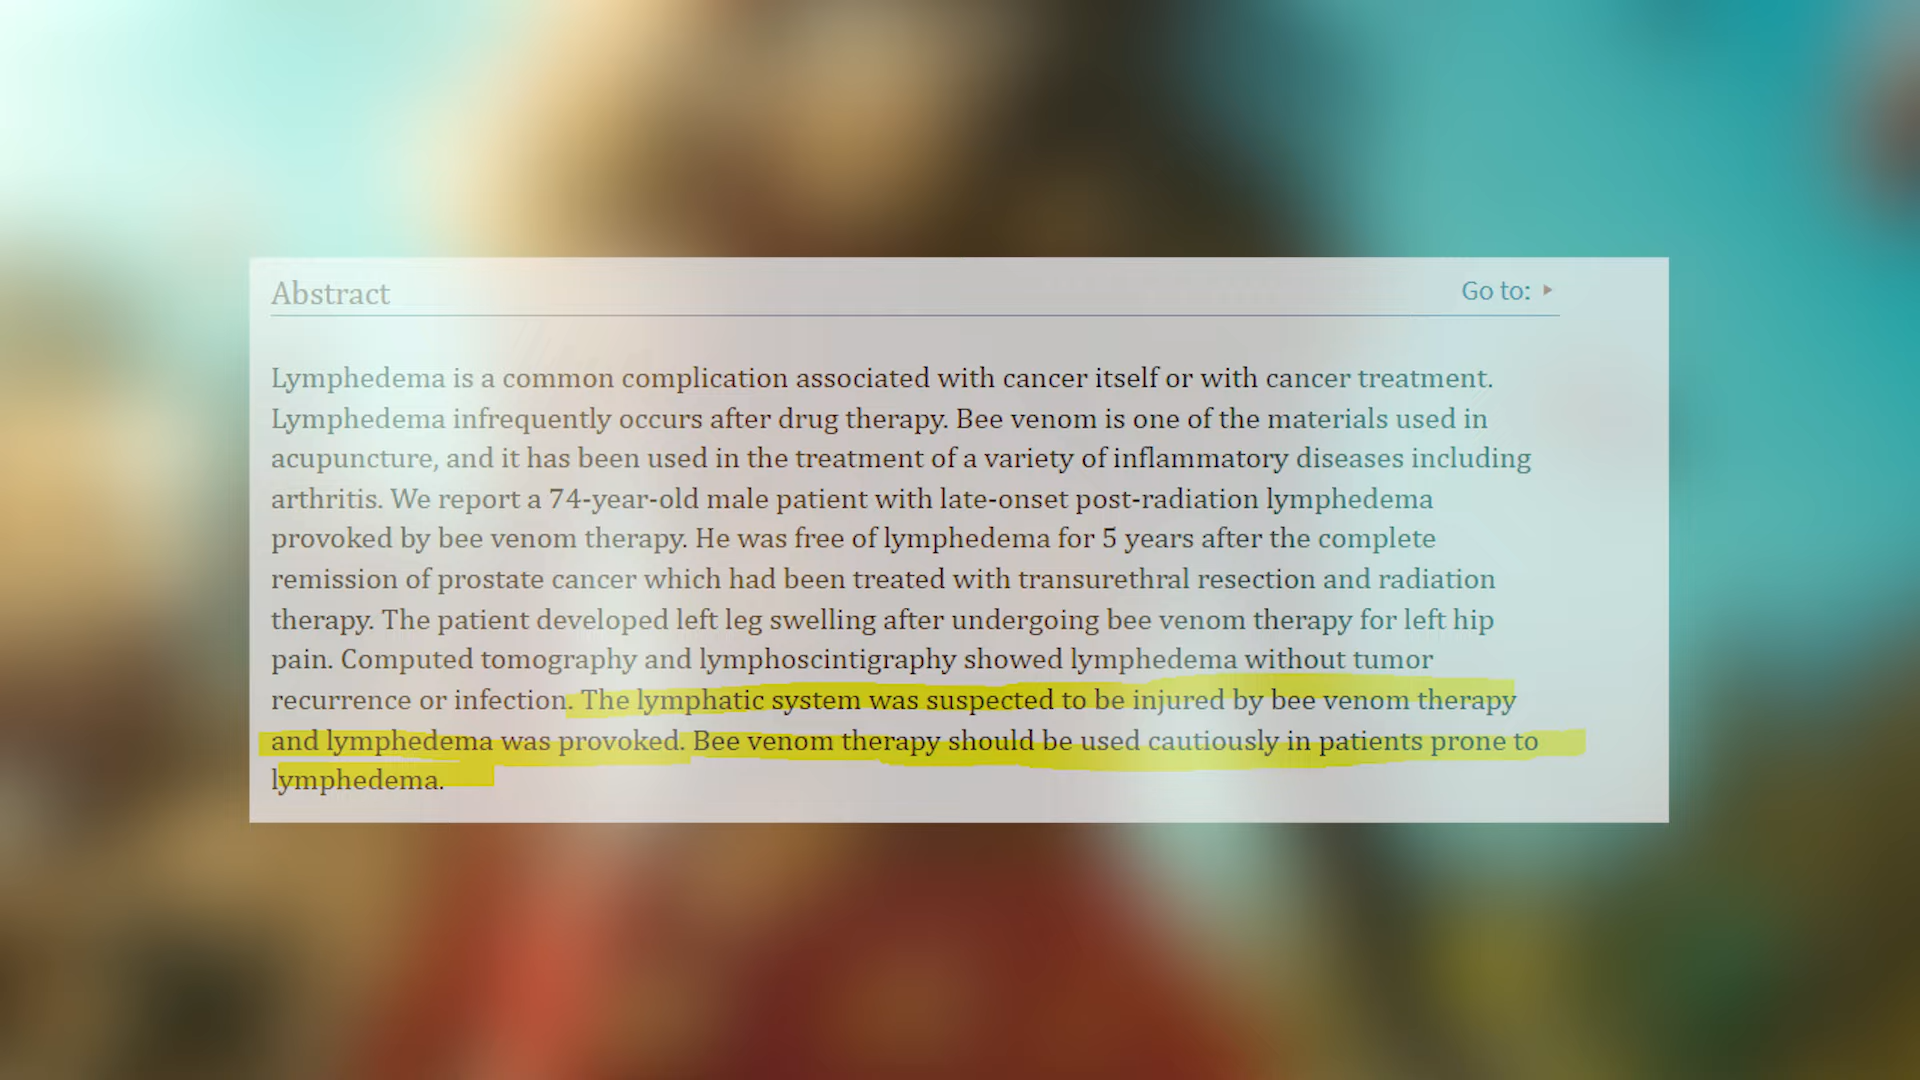 Abstract
Go to:
Lymphedema is a common complication associated with cancer itself or with cancer treatment.
Lymphedema infrequently occurs after drug therapy. Bee venom is one of the materials used in
acupuncture, and it has been used in the treatment of a variety of inflammatory diseases including
arthritis. We report a 74-year-old male patient with late-onset post-radiation lymphedema
provoked by bee venom therapy. He was free of lymphedema for 5 years after the complete
remission of prostate cancer which had been treated with transurethral resection and radiation
therapy. The patient developed left leg swelling after undergoing bee venom therapy for left hip
pain. Computed tomography and lymphoscintigraphy showed lymphedema without tumor
recurrence or infection. The lymphatic system was suspected to be injured by bee venom therapy
and lymphedema was provoked. Bee venom therapy should be used cautiously in patients prone to
lymphedema.